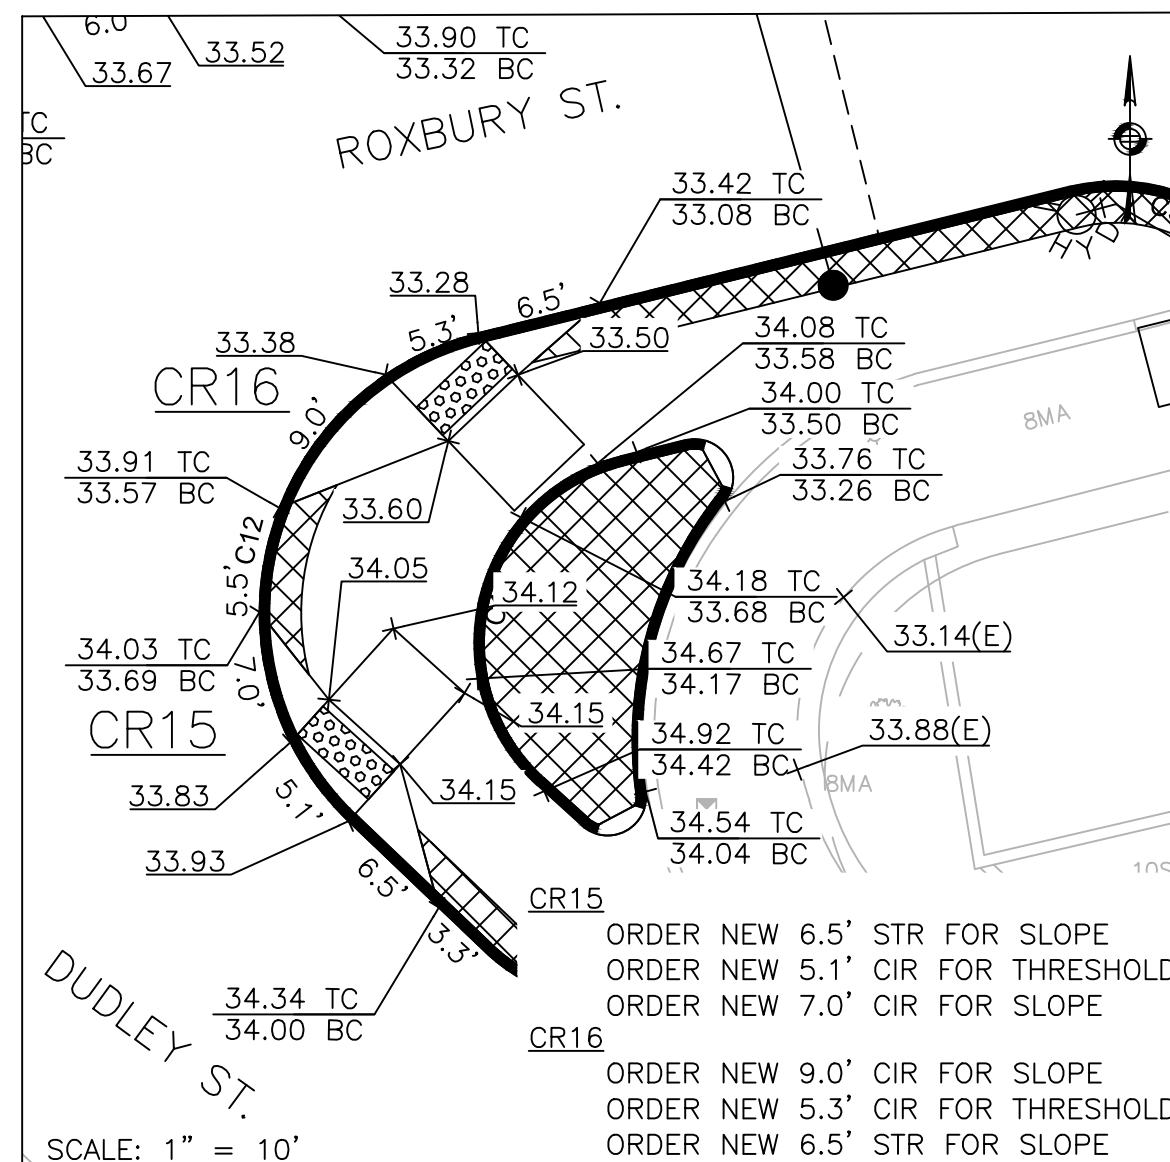 6.0
33.67
33.52
33.90 TC
33.32 BC
TC
BC
ROXBURY ST.
33.42 TC
33.08 BC
HYD
33.28
6.5'
5.3'
33.50
33.38
CR16
34.08 TC
33.58 BC
34.00 TC
33.50 BC
8MA
9.0'
33.91 TC
33.57 BC
33.76 TC
33.26 BC
33.60
C12
5.5'
34.05
34.12
34.18 TC
33.68 BC
33.14(E)
34.03 TC
33.69 BC
7.0'
34.67 TC
34.17 BC
CR15
34.15
34.92 TC
34.42 BC
33.88(E)
8MA
33.83
5.1'
34.15
34.54 TC
34.04 BC
33.93
6.5'
10S
3.3'
CR15
ORDER NEW 6.5' STR FOR SLOPE
ORDER NEW 5.1' CIR FOR THRESHOLD
ORDER NEW 7.0' CIR FOR SLOPE
DUDLEY ST.
34.34 TC
34.00 BC
CR16
ORDER NEW 9.0' CIR FOR SLOPE
ORDER NEW 5.3' CIR FOR THRESHOLD
ORDER NEW 6.5' STR FOR SLOPE
SCALE: 1" = 10'